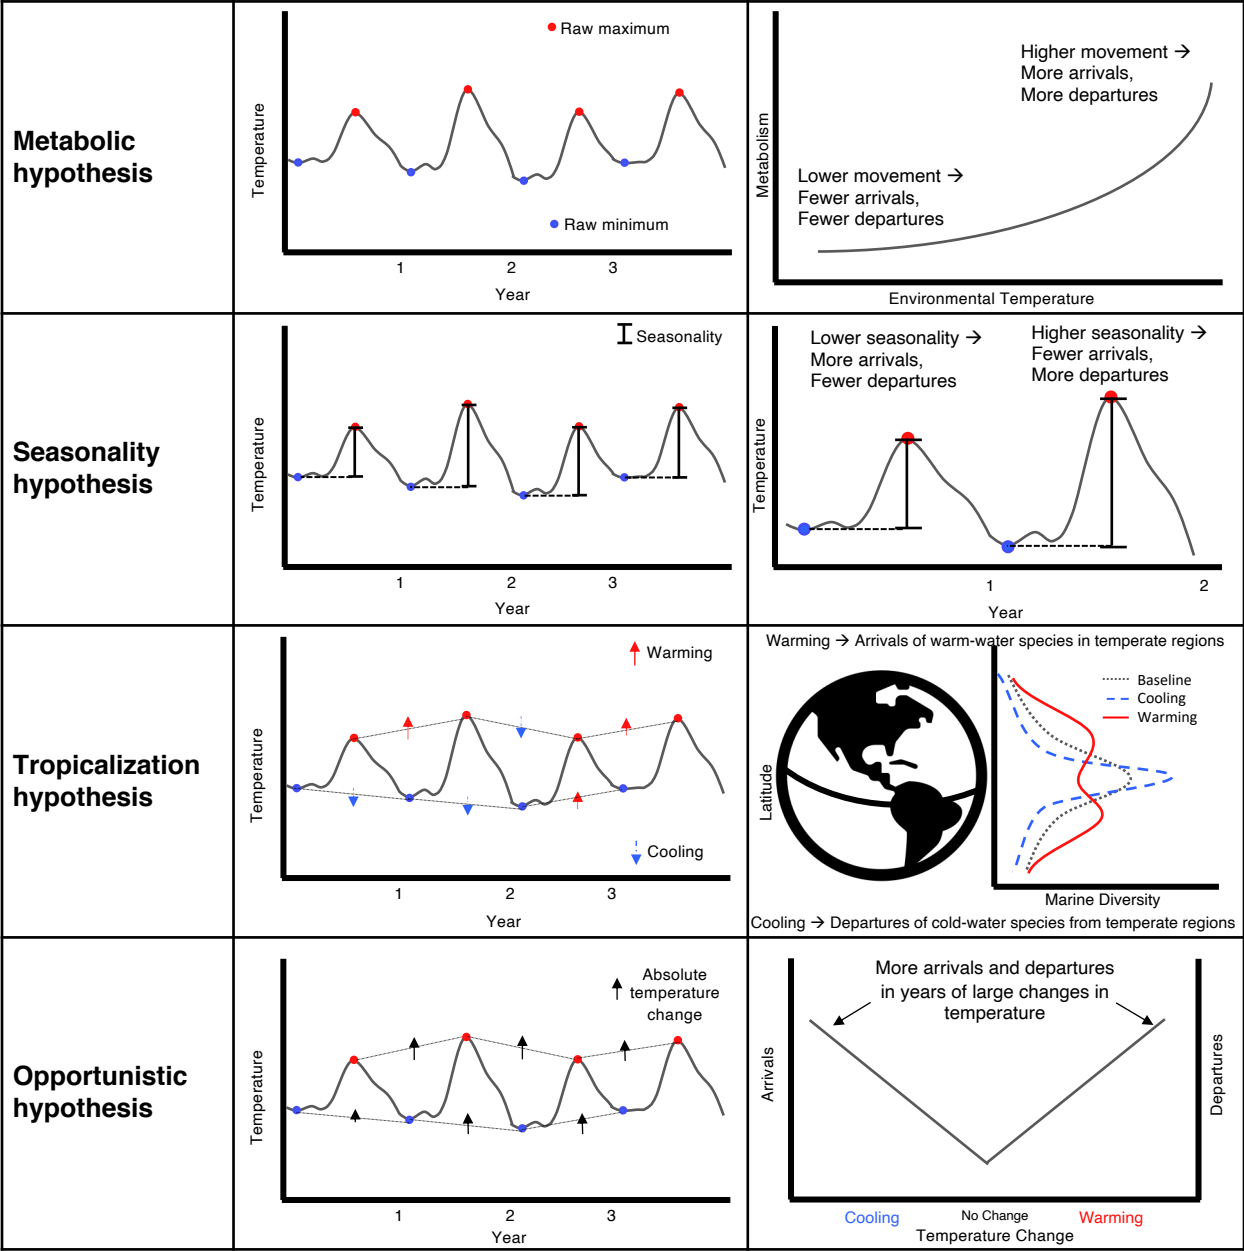 Metabolic
hypothesis
Raw maximum
Temperature
Raw minimum
1 2 3
Year
Higher movement →
More arrivals,
More departures
Metabolism
Lower movement →
Fewer arrivals,
Fewer departures
Environmental Temperature
Seasonality
hypothesis
Seasonality
Temperature
1 2 3
Year
Lower seasonality →
More arrivals,
Fewer departures
Higher seasonality →
Fewer arrivals,
More departures
Temperature
1 2
Year
Tropicalization
hypothesis
Warming
Temperature
Cooling
1 2 3
Year
Warming → Arrivals of warm-water species in temperate regions
Baseline
Cooling
Warming
Latitude
Marine Diversity
Cooling → Departures of cold-water species from temperate regions
Opportunistic
hypothesis
Absolute
temperature
change
Temperature
1 2 3
Year
More arrivals and departures
in years of large changes in
temperature
Arrivals
Departures
Cooling No Change Warming
Temperature Change